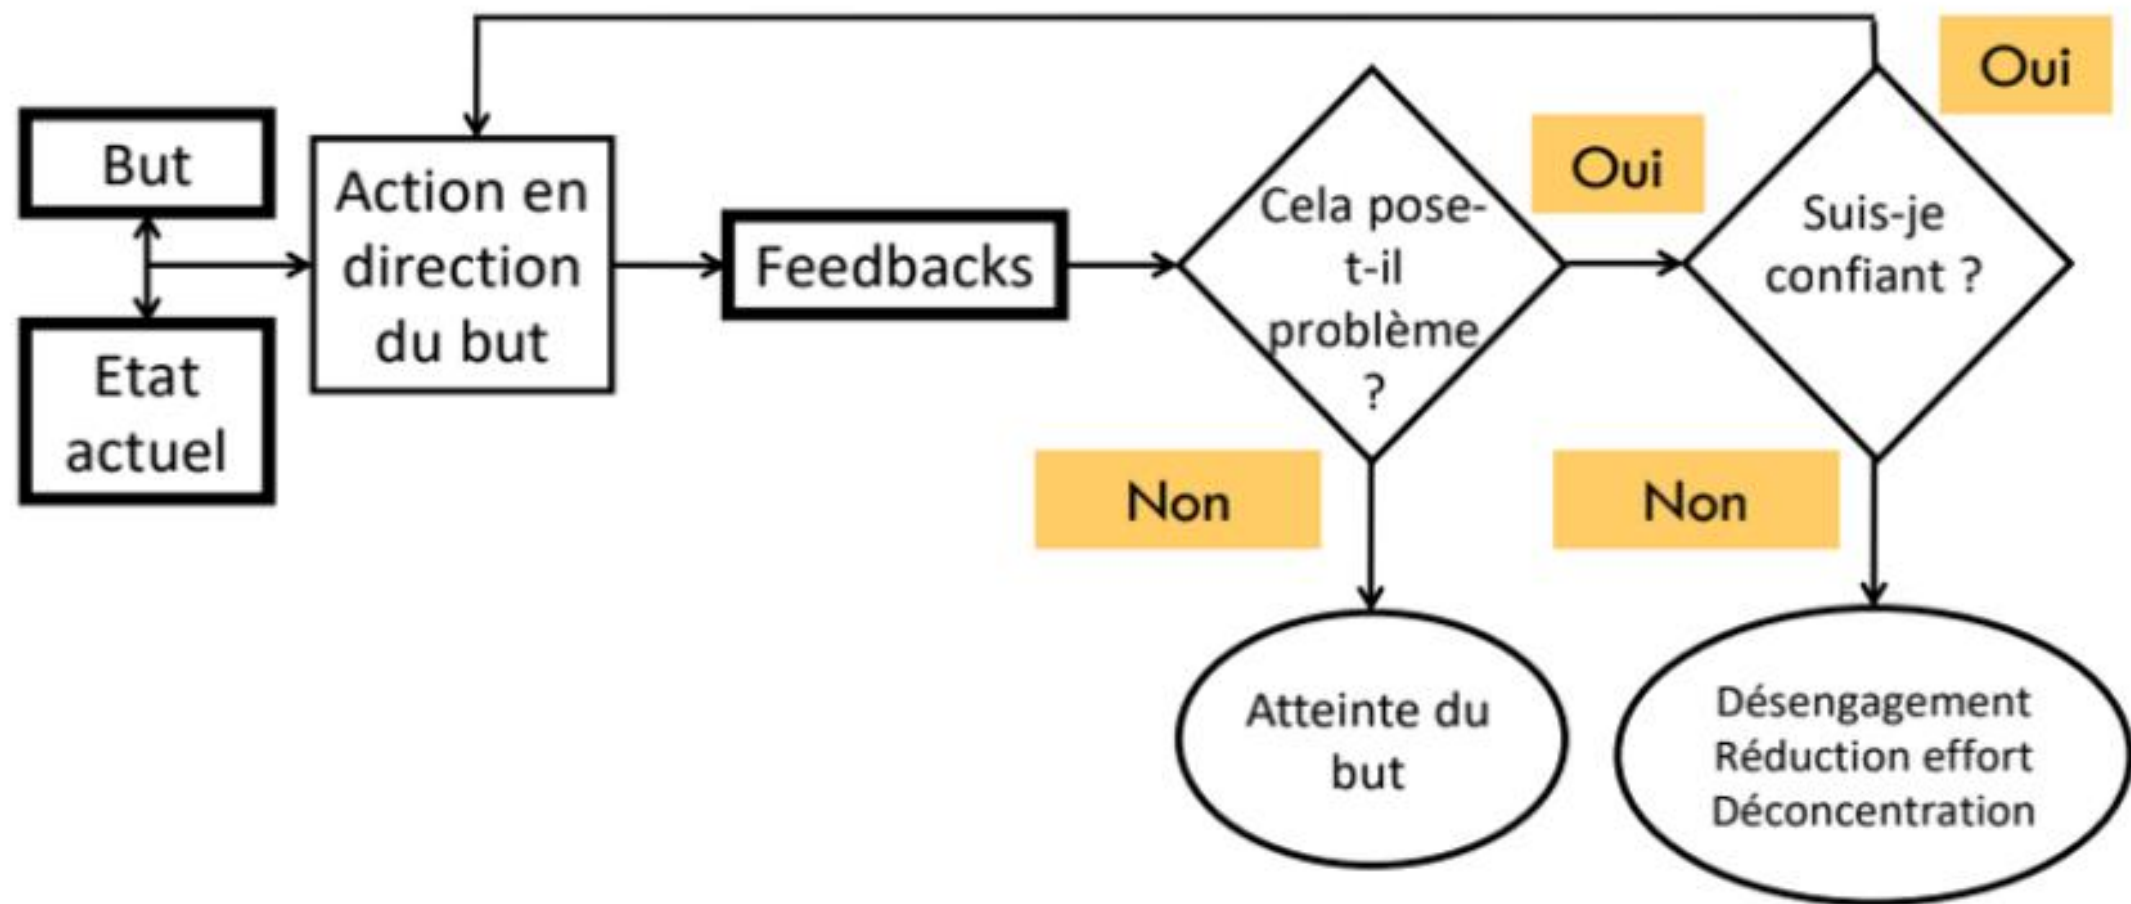 But
Etat
actuel
Action en
direction
du but
Feedbacks
Cela pose-
t-il
problème
?
Oui
Non
Suis-je
confiant ?
Oui
Non
Atteinte du
but
Désengagement
Réduction effort
Déconcentration